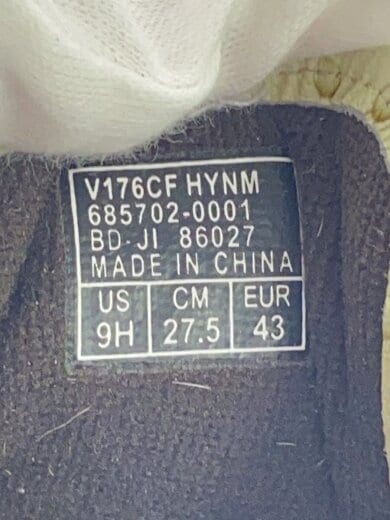 V176CF HYNM
685702-0001
BD-JI 86027
MADE IN CHINA
US CM EUR
9H 27.5 43